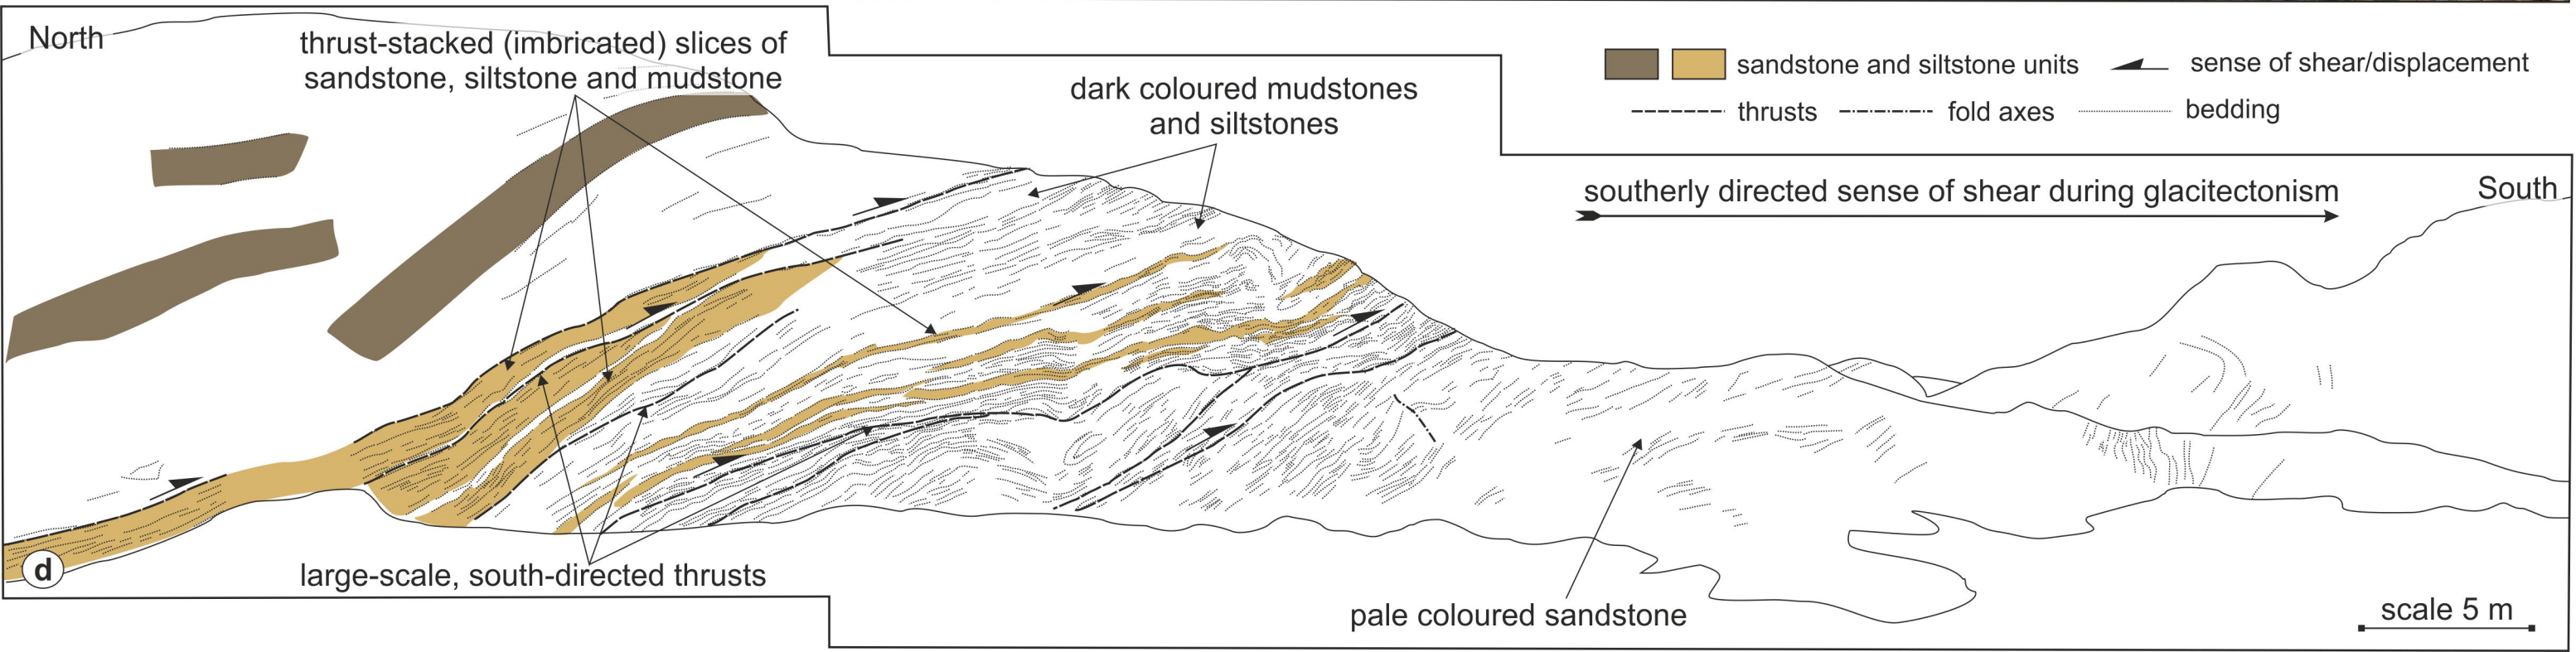 North
thrust-stacked (imbricated) slices of
sandstone, siltstone and mudstone
dark coloured mudstones
and siltstones
sandstone and siltstone units
sense of shear/displacement
thrusts
fold axes
bedding
southerly directed sense of shear during glacitectonism
South
d
large-scale, south-directed thrusts
pale coloured sandstone
scale 5 m